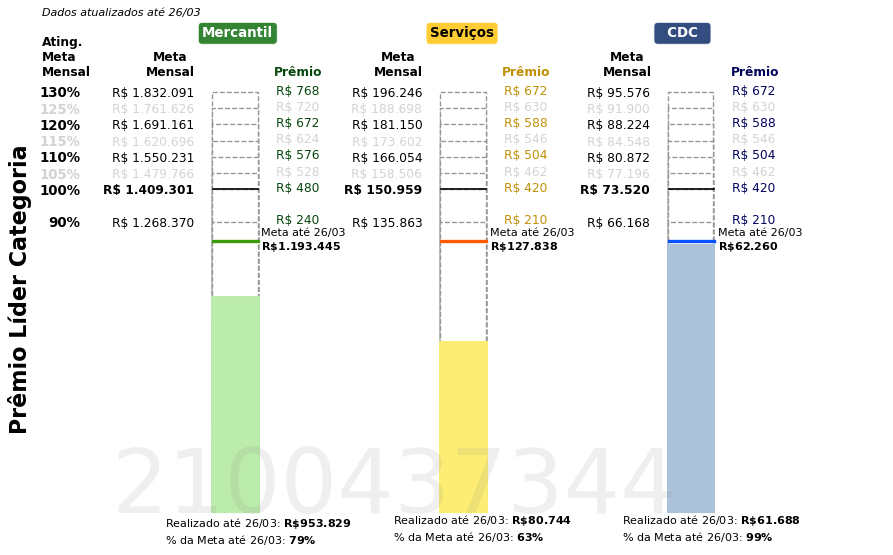 Dados atualizados até 26/03
Mercantil Serviços CDC
Ating.
Meta Meta Meta Meta
Mensal Mensal Prêmio Mensal Prêmio Mensal Prêmio
130% R$ 1.832.091 R$ 768 R$ 196.246 R$ 672 R$ 95.576 R$ 672
125% R$ 1.761.626 R$ 720 R$ 188.698 R$ 630 R$ 91.900 R$ 630
120% R$ 1.691.161 R$ 672 R$ 181.150 R$ 588 R$ 88.224 R$ 588
115% R$ 1.620.696 R$ 624 R$ 173.602 R$ 546 R$ 84.548 R$ 546
110% R$ 1.550.231 R$ 576 R$ 166.054 R$ 504 R$ 80.872 R$ 504
105% R$ 1.479.766 R$ 528 R$ 158.506 R$ 462 R$ 77.196 R$ 462
100% R$ 1.409.301 R$ 480 R$ 150.959 R$ 420 R$ 73.520 R$ 420
90% R$ 1.268.370 R$ 240 R$ 135.863 R$ 210 R$ 66.168 R$ 210
Meta até 26/03 Meta até 26/03 Meta até 26/03
R$1.193.445 R$127.838 R$62.260
Prêmio Líder Categoria
2100437344
Realizado até 26/03: R$953.829 Realizado até 26/03: R$80.744 Realizado até 26/03: R$61.688
% da Meta até 26/03: 79% % da Meta até 26/03: 63% % da Meta até 26/03: 99%